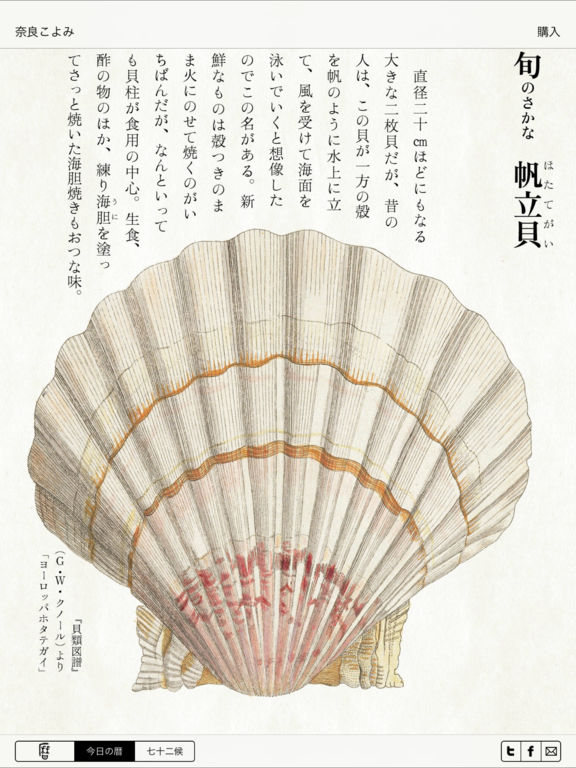 奈良こよみ
購入
旬のさかな 帆立貝
ほたてがい
直径二十㎝ほどにもなる
大きな二枚貝だが、昔の
人は、この貝が一方の殻
を帆のように水上に立
て、風を受けて海面を
泳いでいくと想像した
のでこの名がある。新
鮮なものは殻つきのま
ま火にのせて焼くのがい
ちばんだが、なんといって
も貝柱が食用の中心。生食、
酢の物のほか、練り海胆を塗っ
うに
てさっと焼いた海胆焼きもおつな味。
『貝類図譜』
(G・W・クノール)より
「ヨーロッパホタテガイ」
暦
今日の暦
七十二候